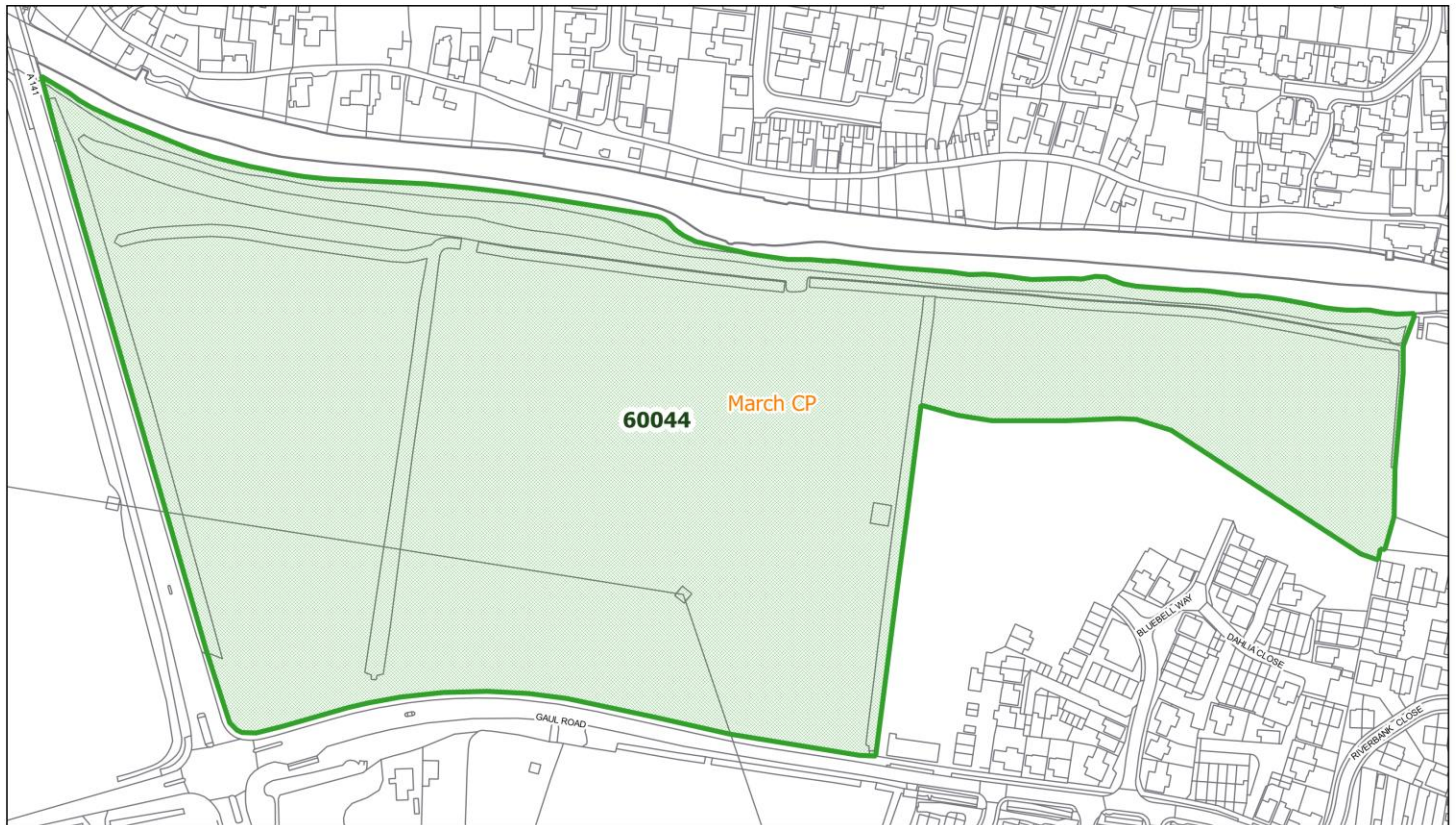 A141
March CP
60044
BLUEBELL WAY
DAHLIA CLOSE
GAUL ROAD
RIVERBANK CLOSE